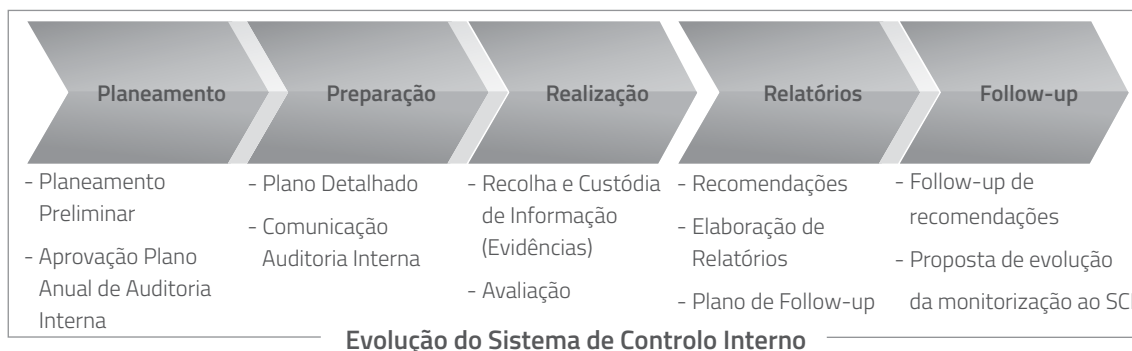 Planeamento
Preparação
Realização
Relatórios
Follow-up
- Planeamento
Preliminar
- Aprovação Plano
Anual de Auditoria
Interna
- Plano Detalhado
- Comunicação
Auditoria Interna
- Recolha e Custódia
de Informação
(Evidências)
- Avaliação
- Recomendações
- Elaboração de
Relatórios
- Plano de Follow-up
- Follow-up de
recomendações
- Proposta de evolução
da monitorização ao SCI
Evolução do Sistema de Controlo Interno